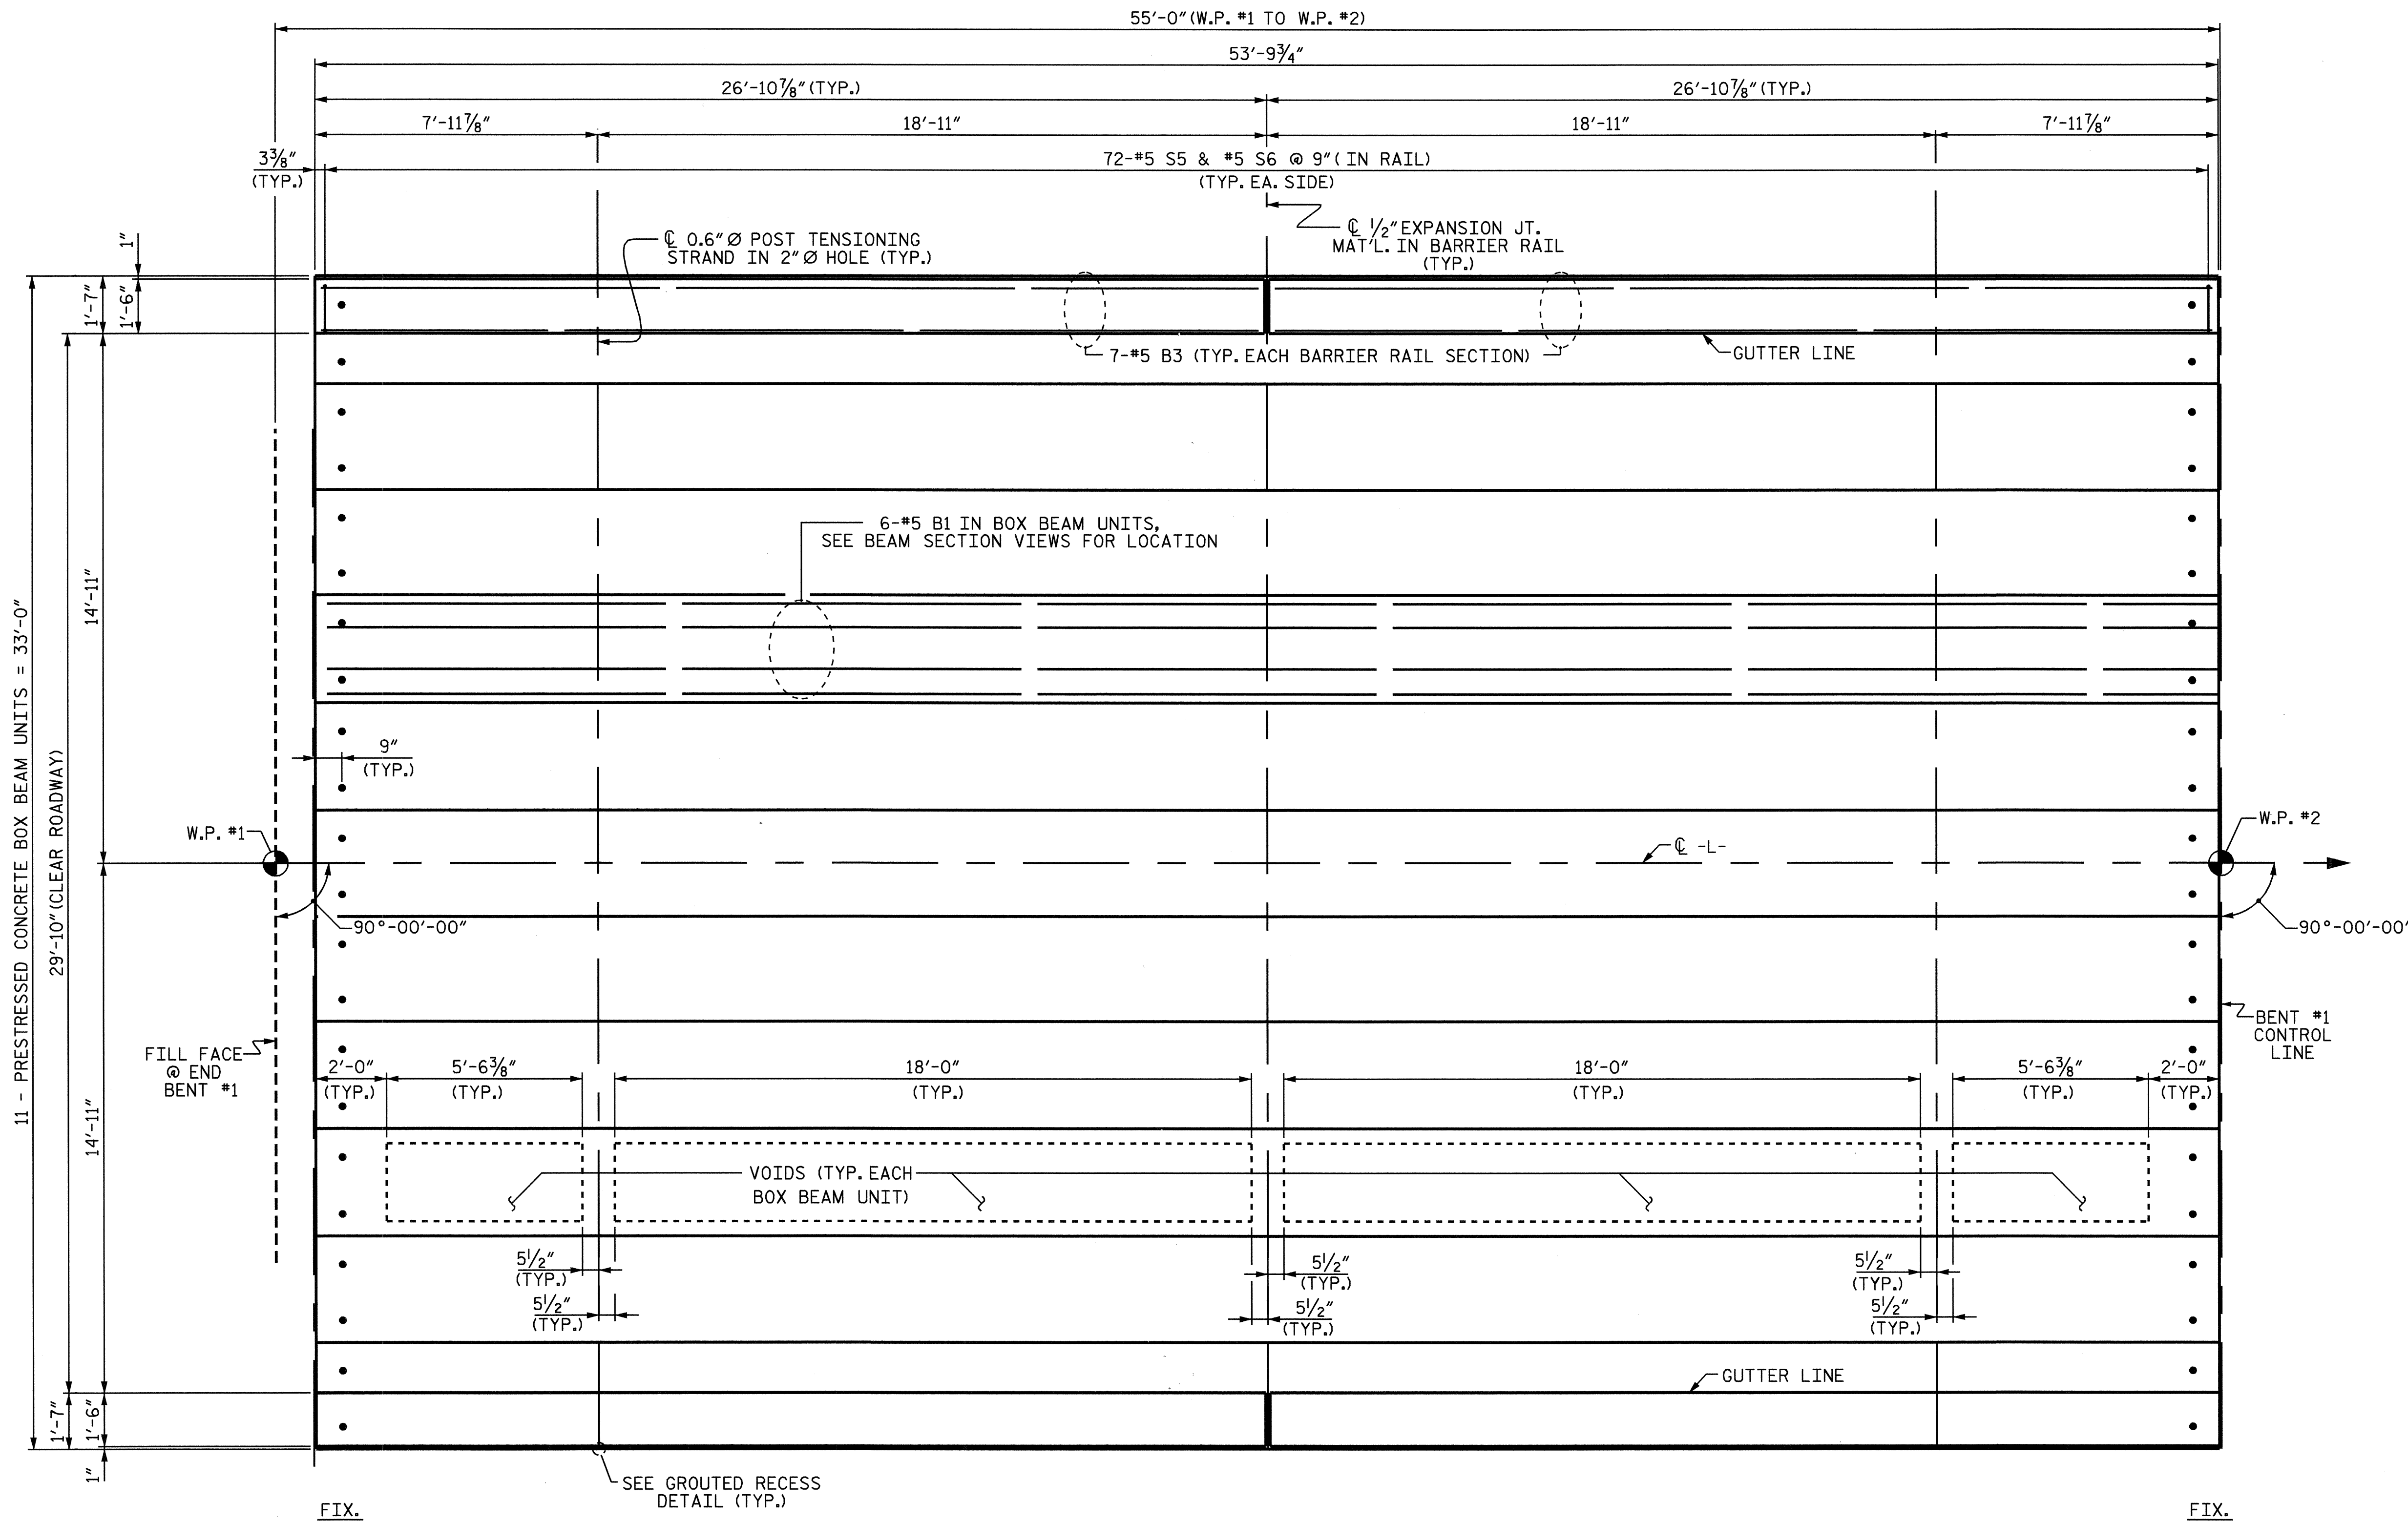 55'-0" (W.P. #1 TO W.P. #2)
53'-9¾"
26'-10⅞" (TYP.)
26'-10⅞" (TYP.)
7'-11⅞"
18'-11"
18'-11"
7'-11⅞"
3⅜"
(TYP.)
72-#5 S5 & #5 S6 @ 9" (IN RAIL)
(TYP. EA. SIDE)
℄ 0.6" Ø POST TENSIONING
STRAND IN 2" Ø HOLE (TYP.)
℄ ½" EXPANSION JT.
MAT'L. IN BARRIER RAIL
(TYP.)
1"
1'-7"
1'-6"
7-#5 B3 (TYP. EACH BARRIER RAIL SECTION)
GUTTER LINE
6-#5 B1 IN BOX BEAM UNITS,
SEE BEAM SECTION VIEWS FOR LOCATION
14'-11"
11 - PRESTRESSED CONCRETE BOX BEAM UNITS = 33'-0"
29'-10" (CLEAR ROADWAY)
9"
(TYP.)
W.P. #1
℄ -L-
W.P. #2
90°-00'-00"
90°-00'-00'
FILL FACE
@ END
BENT #1
BENT #1
CONTROL
LINE
2'-0"
(TYP.)
5'-6⅜"
(TYP.)
18'-0"
(TYP.)
18'-0"
(TYP.)
5'-6⅜"
(TYP.)
2'-0"
(TYP.)
14'-11"
VOIDS (TYP. EACH
BOX BEAM UNIT)
5½"
(TYP.)
5½"
(TYP.)
5½"
(TYP.)
5½"
(TYP.)
5½"
(TYP.)
5½"
(TYP.)
GUTTER LINE
1'-7"
1'-6"
1"
SEE GROUTED RECESS
DETAIL (TYP.)
FIX.
FIX.